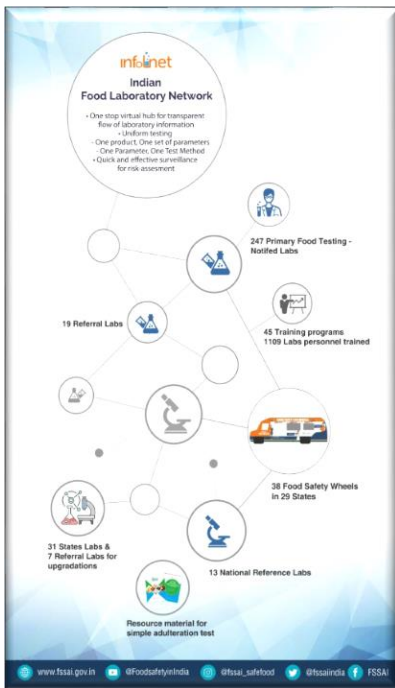 infolnet
Indian
Food Laboratory Network
• One stop virtual hub for transparent
flow of laboratory information
• Uniform testing
- One product, One set of parameters
- One Parameter, One Test Method
• Quick and effective surveillance
for risk assesment
247 Primary Food Testing -
Notifed Labs
19 Referral Labs
45 Training programs
1109 Labs personnel trained
38 Food Safety Wheels
in 29 States
31 States Labs &
7 Referral Labs for
upgradations
13 National Reference Labs
Resource material for
simple adulteration test
www.fssai.gov.in @FoodsafetyinIndia @fssai_safefood @fssaiindia FSSAI